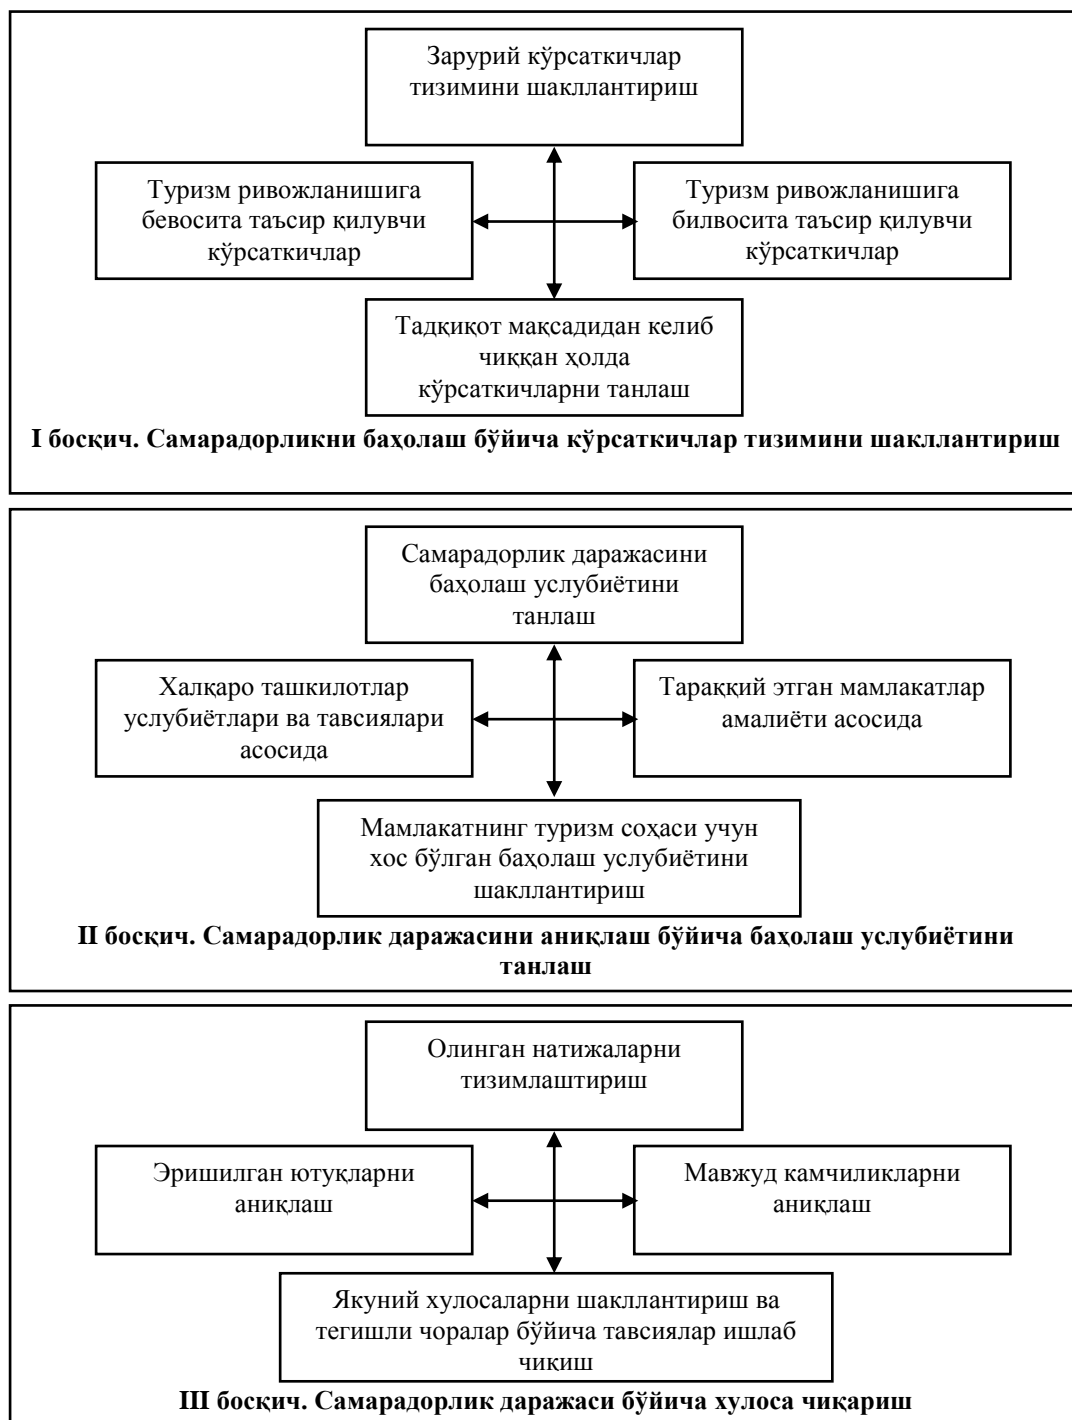 Зарурий кўрсаткичлар
тизимини шакллантириш
Туризм ривожланишига
бевосита таъсир қилувчи
кўрсаткичлар
Туризм ривожланишига
билвосита таъсир қилувчи
кўрсаткичлар
Тадқиқот мақсадидан келиб
чиққан ҳолда
кўрсаткичларни танлаш
I босқич. Самарадорликни баҳолаш бўйича кўрсаткичлар тизимини шакллантириш
Самарадорлик даражасини
баҳолаш услубиётини
танлаш
Халқаро ташкилотлар
услубиётлари ва тавсиялари
асосида
Тараққий этган мамлакатлар
амалиёти асосида
Мамлакатнинг туризм соҳаси учун
хос бўлган баҳолаш услубиётини
шакллантириш
II босқич. Самарадорлик даражасини аниқлаш бўйича баҳолаш услубиётини
танлаш
Олинган натижаларни
тизимлаштириш
Эришилган ютуқларни
аниқлаш
Мавжуд камчиликларни
аниқлаш
Якуний хулосаларни шакллантириш ва
тегишли чоралар бўйича тавсиялар ишлаб
чиқиш
III босқич. Самарадорлик даражаси бўйича хулоса чиқариш